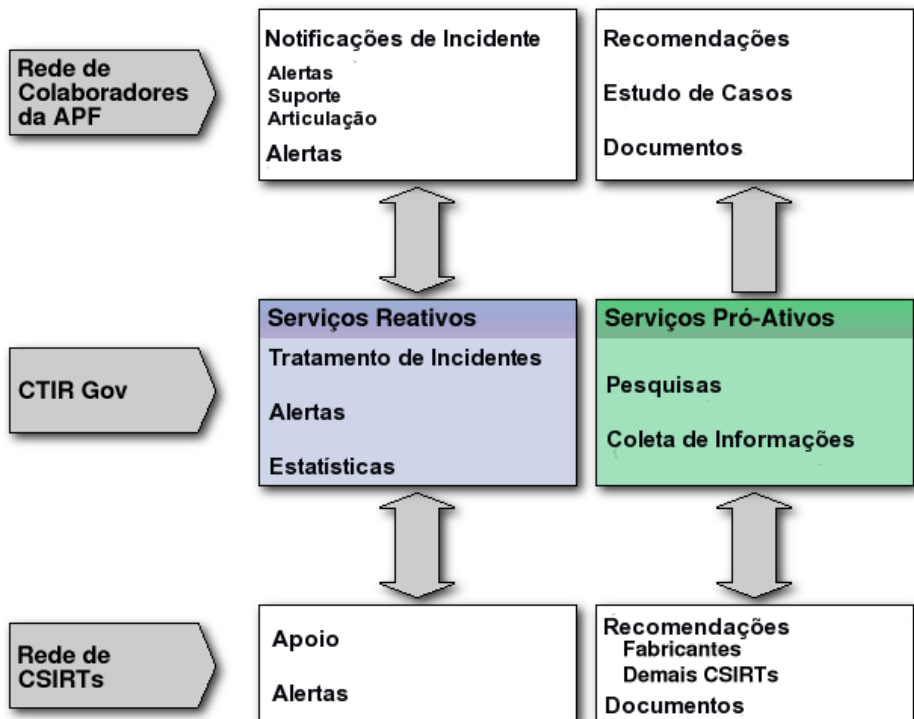 Rede de
Colaboradores
da APF
Notificações de Incidente
Alertas
Suporte
Articulação
Alertas
Recomendações
Estudo de Casos
Documentos
CTIR Gov
Serviços Reativos
Tratamento de Incidentes
Alertas
Estatísticas
Serviços Pró-Ativos
Pesquisas
Coleta de Informações
Rede de
CSIRTs
Apoio
Alertas
Recomendações
Fabricantes
Demais CSIRTs
Documentos